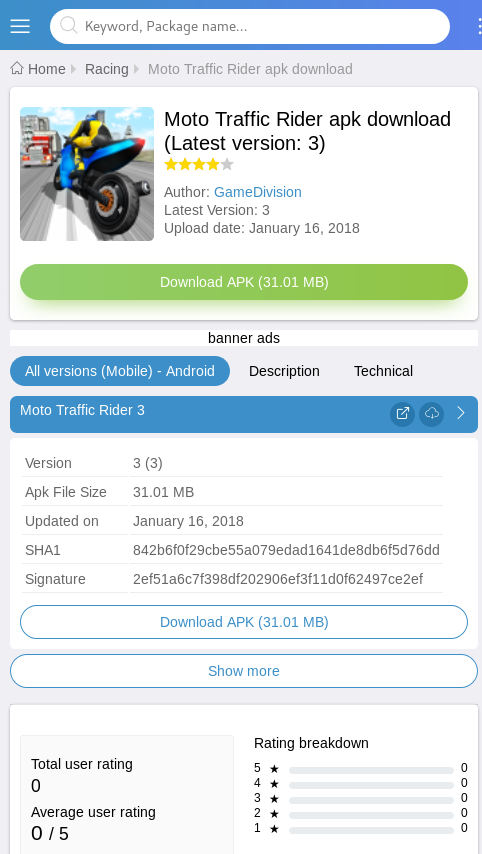 Keyword, Package name...
Home Racing Moto Traffic Rider apk download
Moto Traffic Rider apk download
(Latest version: 3)
Author: GameDivision
Latest Version: 3
Upload date: January 16, 2018
Download APK (31.01 MB)
banner ads
All versions (Mobile) - Android Description Technical
Moto Traffic Rider 3
Version 3 (3)
Apk File Size 31.01 MB
Updated on January 16, 2018
SHA1 842b6f0f29cbe55a079edad1641de8db6f5d76dd
Signature 2ef51a6c7f398df202906ef3f11d0f62497ce2ef
Download APK (31.01 MB)
Show more
Total user rating
0
Average user rating
0 / 5
Rating breakdown
5 ★ 0
4 ★ 0
3 ★ 0
2 ★ 0
1 ★ 0